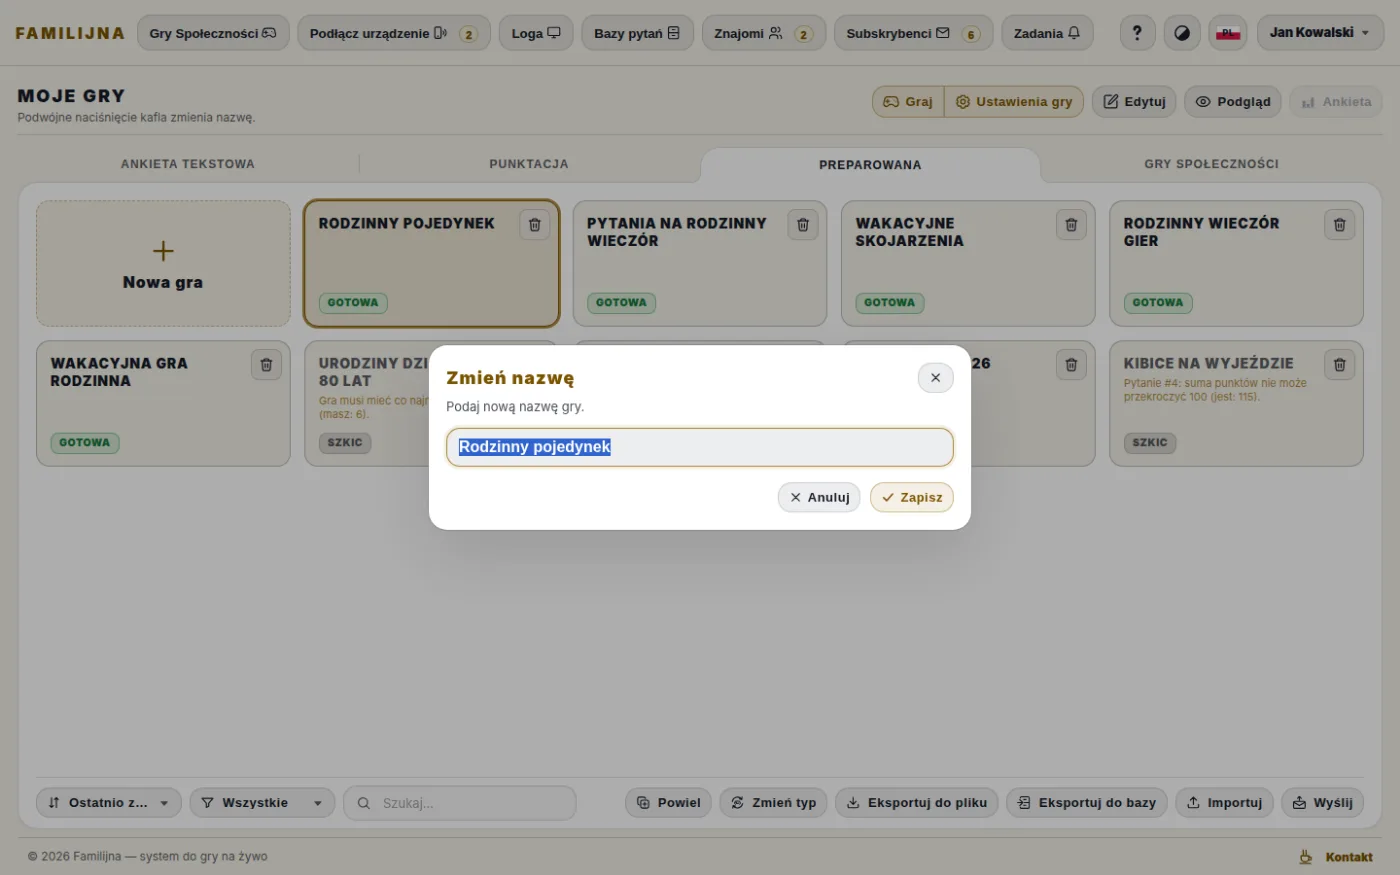 FAMILIJNA
Gry Społeczności
Podłącz urządzenie 2
Loga
Bazy pytań
Znajomi 2
Subskrybenci 6
Zadania
?
PL
Jan Kowalski
MOJE GRY
Podwójne naciśnięcie kafla zmienia nazwę.
Graj
Ustawienia gry
Edytuj
Podgląd
Ankieta
ANKIETA TEKSTOWA
PUNKTACJA
PREPAROWANA
GRY SPOŁECZNOŚCI
Nowa gra
RODZINNY POJEDYNEK
GOTOWA
PYTANIA NA RODZINNY
WIECZÓR
GOTOWA
WAKACYJNE
SKOJARZENIA
GOTOWA
RODZINNY WIECZÓR
GIER
GOTOWA
WAKACYJNA GRA
RODZINNA
GOTOWA
URODZINY
80 LAT
Gra musi mieć co
(masz: 6).
SZKIC
26
KIBICE NA WYJEŹDZIE
Pytanie #4: suma punktów nie może
przekroczyć 100 (jest: 115).
SZKIC
Zmień nazwę
Podaj nową nazwę gry.
Rodzinny pojedynek
Anuluj
Zapisz
Ostatnio z...
Wszystkie
Szukaj...
Powiel
Zmień typ
Eksportuj do pliku
Eksportuj do bazy
Importuj
Wyślij
© 2026 Familijna — system do gry na żywo
Kontakt